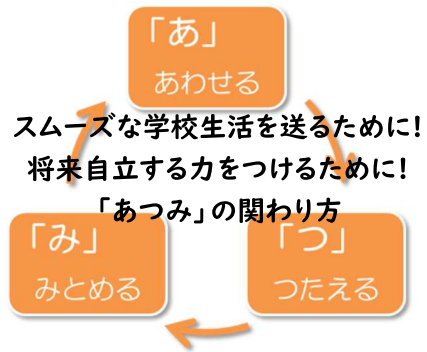 「あ」
あわせる
スムーズな学校生活を送るために!
将来自立する力をつけるために!
「あつみ」の関わり方
「み」
みとめる
「つ」
つたえる